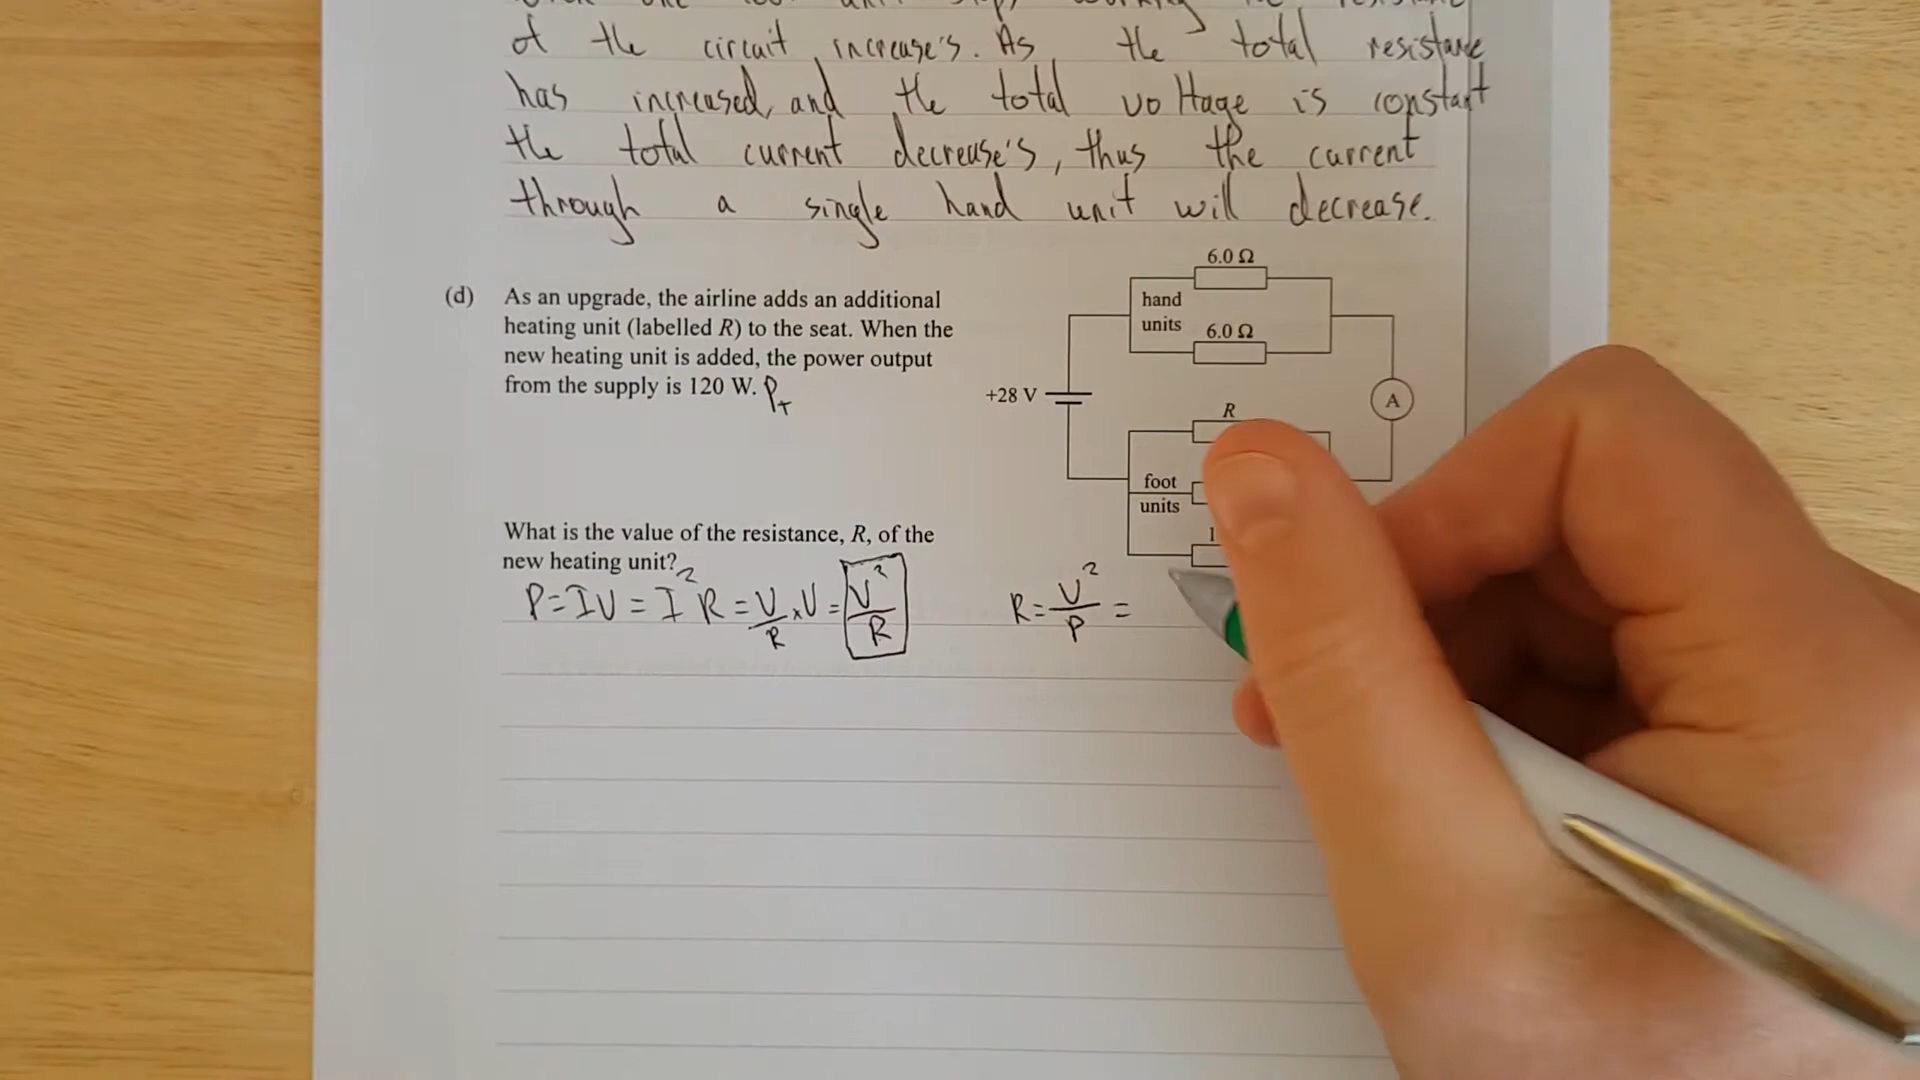 of the circuit increase's. As the total resistance
has increased, and the total voltage is constant
the total current decrease's, thus the current
through a single hand unit will decrease.
(d) As an upgrade, the airline adds an additional
heating unit (labelled R) to the seat. When the
new heating unit is added, the power output
from the supply is 120 W. P_T
6.0 Ω
hand
units
6.0 Ω
+28 V
A
R
foot
units
1
What is the value of the resistance, R, of the
new heating unit?
P=IV = I²R = V/R × V = V²/R
R = V²/P =